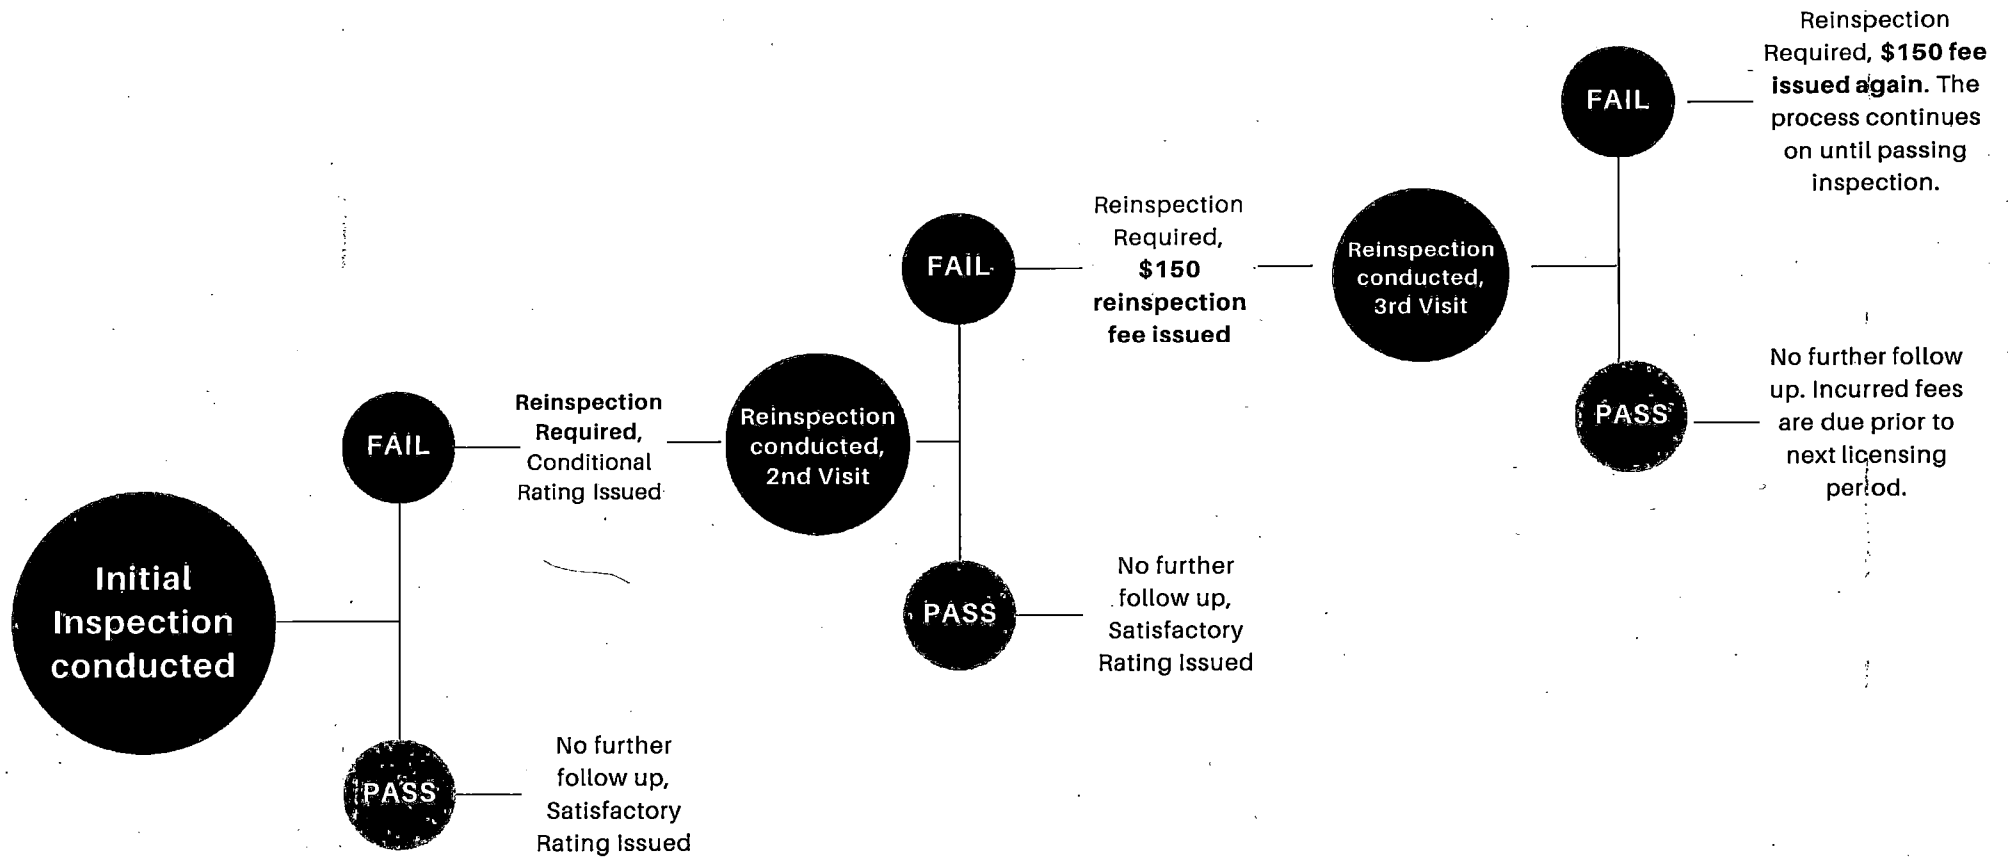 Initial
Inspection
conducted
FAIL
Reinspection
Required,
Conditional
Rating Issued
PASS
No further
follow up,
Satisfactory
Rating Issued
Reinspection
conducted,
2nd Visit
FAIL
Reinspection
Required,
$150
reinspection
fee issued
PASS
No further
follow up,
Satisfactory
Rating Issued
Reinspection
conducted,
3rd Visit
FAIL
Reinspection
Required, $150 fee
issued again. The
process continues
on until passing
inspection.
PASS
No further follow
up. Incurred fees
are due prior to
next licensing
period.